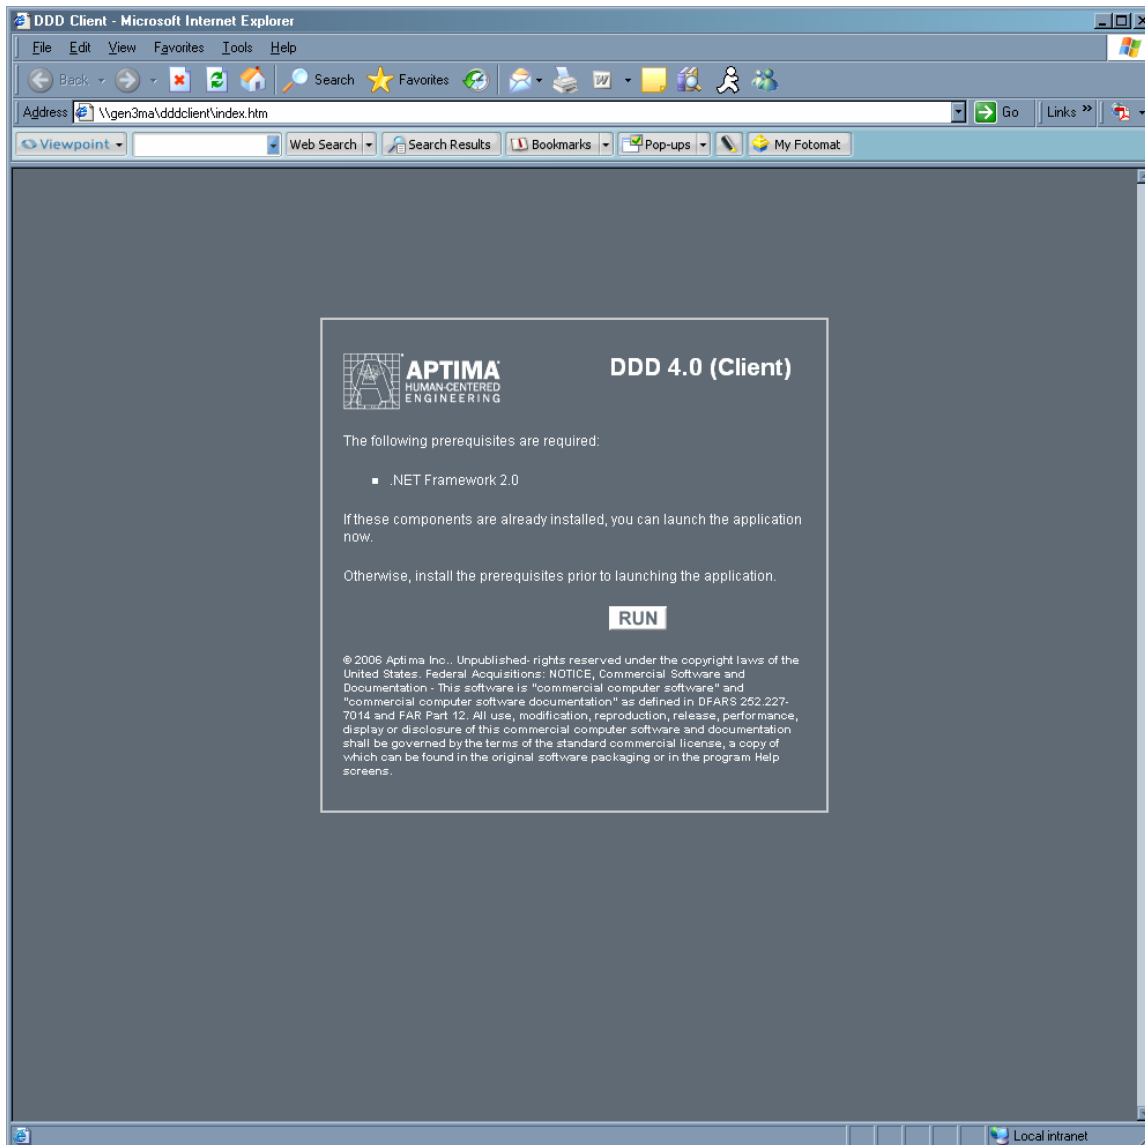 DDD Client - Microsoft Internet Explorer
File Edit View Favorites Tools Help
Back Search Favorites
Address \\gen3ma\dddclient\index.htm Go Links »
Viewpoint Web Search Search Results Bookmarks Pop-ups My Fotomat
APTIMA DDD 4.0 (Client)
HUMAN-CENTERED
ENGINEERING
The following prerequisites are required:
.NET Framework 2.0
If these components are already installed, you can launch the application
now.
Otherwise, install the prerequisites prior to launching the application.
RUN
© 2006 Aptima Inc.. Unpublished- rights reserved under the copyright laws of the
United States. Federal Acquisitions: NOTICE, Commercial Software and
Documentation - This software is "commercial computer software" and
"commercial computer software documentation" as defined in DFARS 252.227-
7014 and FAR Part 12. All use, modification, reproduction, release, performance,
display or disclosure of this commercial computer software and documentation
shall be governed by the terms of the standard commercial license, a copy of
which can be found in the original software packaging or in the program Help
screens.
Local intranet